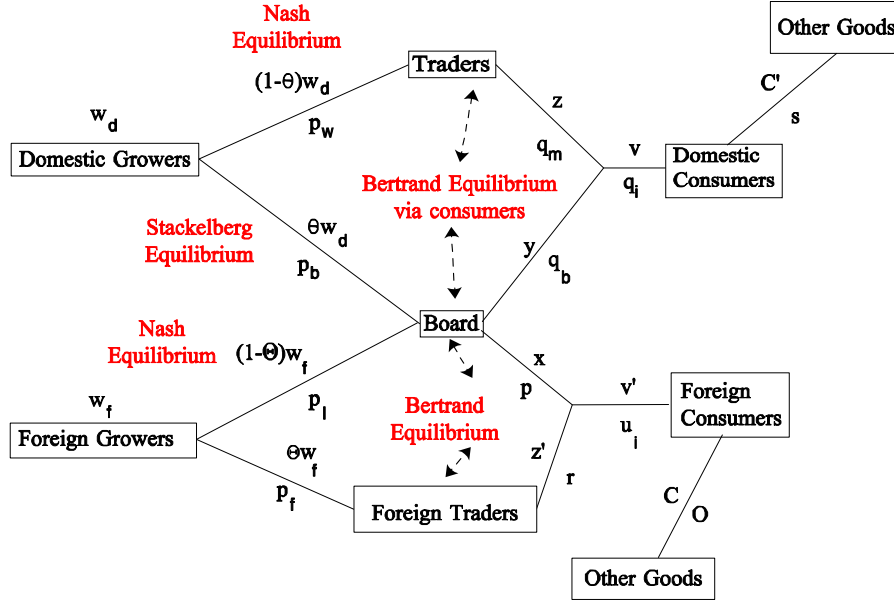 Nash
Equilibrium
Other Goods
Traders
(1-θ)w_d
C'
z
s
w_d
p_w
q_m
v
Domestic Growers
Domestic
Consumers
Bertrand Equilibrium
via consumers
q_i
Stackelberg
Equilibrium
θw_d
y
q_b
p_b
Board
Nash
Equilibrium
(1-Θ)w_f
x
p
v'
Foreign
Consumers
w_f
p_l
Bertrand
Equilibrium
u_i
Foreign Growers
Θw_f
z'
r
p_f
C
O
Foreign Traders
Other Goods